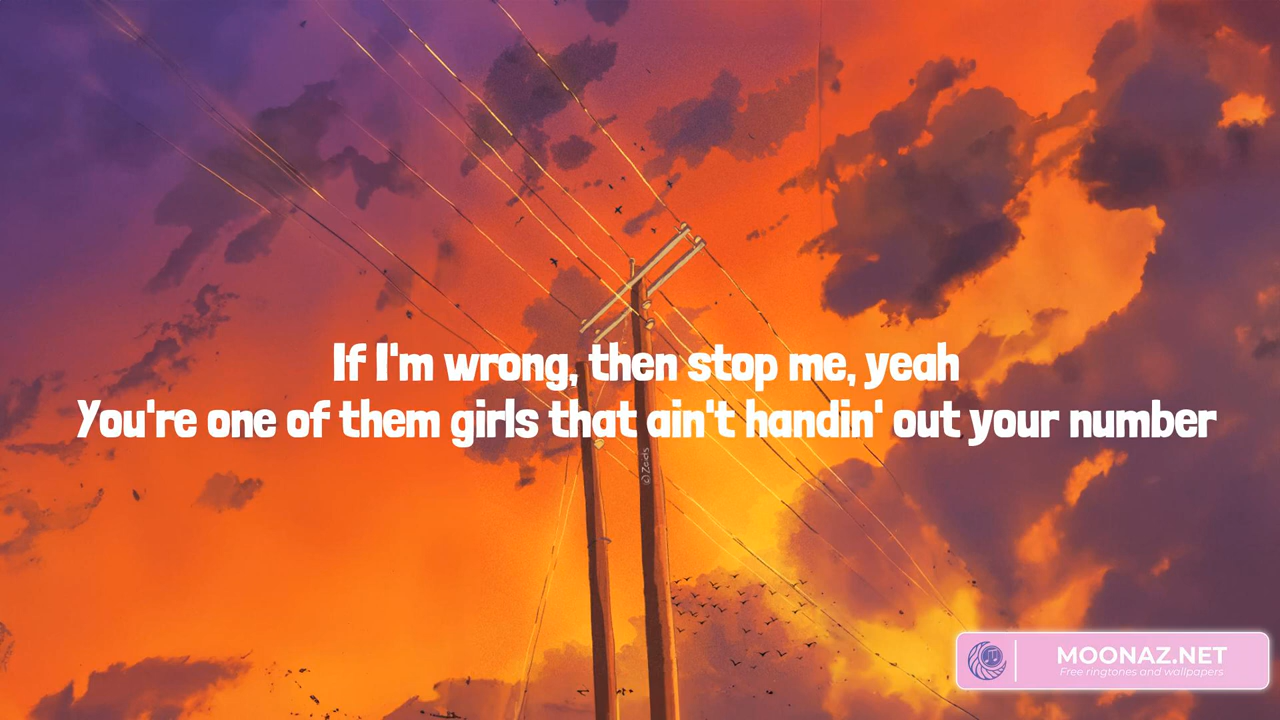 If I'm wrong, then stop me, yeah
You're one of them girls that ain't handin' out your number
©Zaids
MOONAZ.NET
Free ringtones and wallpapers